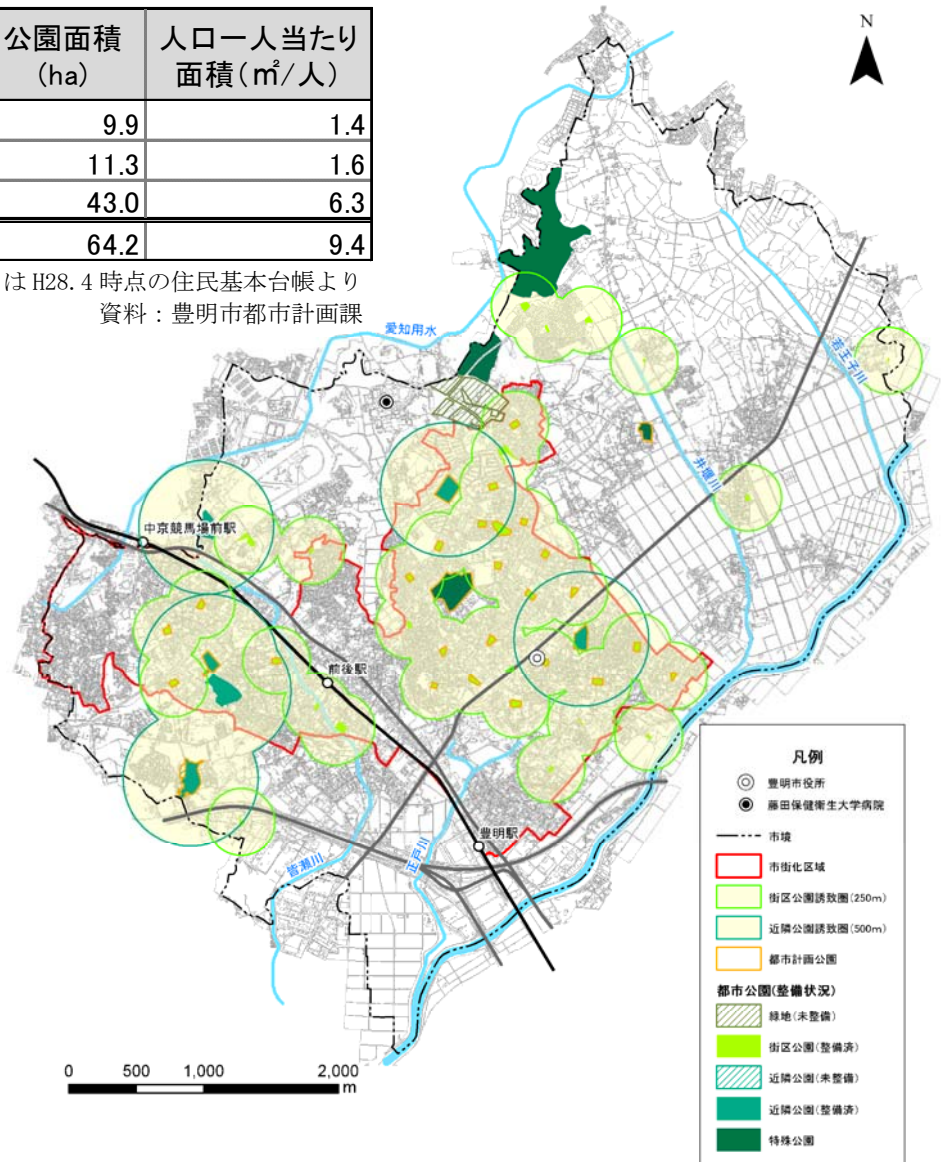 公園面積
(ha)
人口一人当たり
面積(㎡/人)
9.9 1.4
11.3 1.6
43.0 6.3
64.2 9.4
は H28.4 時点の住民基本台帳より
資料：豊明市都市計画課
N
愛知用水
若王子川
井堰川
中京競馬場前駅
前後駅
豊明駅
皆瀬川
正戸川
凡例
豊明市役所
藤田保健衛生大学病院
市境
市街化区域
街区公園誘致圏(250m)
近隣公園誘致圏(500m)
都市計画公園
都市公園(整備状況)
緑地(未整備)
街区公園(整備済)
近隣公園(未整備)
近隣公園(整備済)
特殊公園
0 500 1,000 2,000
m